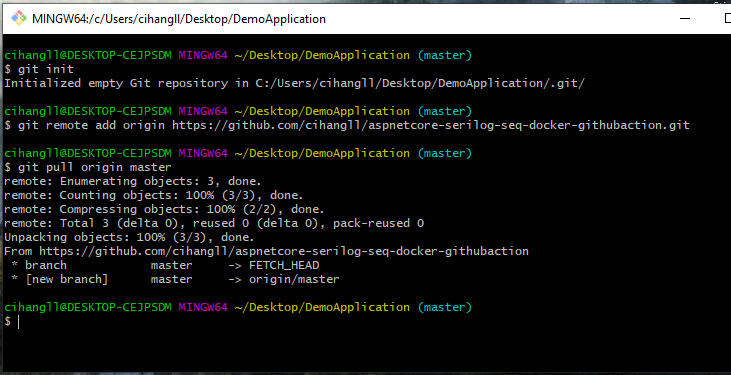 MINGW64:/c/Users/cihangll/Desktop/DemoApplication
cihangll@DESKTOP-CEJPSDM MINGW64 ~/Desktop/DemoApplication (master)
$ git init
Initialized empty Git repository in C:/Users/cihangll/Desktop/DemoApplication/.git/
cihangll@DESKTOP-CEJPSDM MINGW64 ~/Desktop/DemoApplication (master)
$ git remote add origin https://github.com/cihangll/aspnetcore-serilog-seq-docker-githubaction.git
cihangll@DESKTOP-CEJPSDM MINGW64 ~/Desktop/DemoApplication (master)
$ git pull origin master
remote: Enumerating objects: 3, done.
remote: Counting objects: 100% (3/3), done.
remote: Compressing objects: 100% (2/2), done.
remote: Total 3 (delta 0), reused 0 (delta 0), pack-reused 0
Unpacking objects: 100% (3/3), done.
From https://github.com/cihangll/aspnetcore-serilog-seq-docker-githubaction
 * branch            master     -> FETCH_HEAD
 * [new branch]      master     -> origin/master
cihangll@DESKTOP-CEJPSDM MINGW64 ~/Desktop/DemoApplication (master)
$